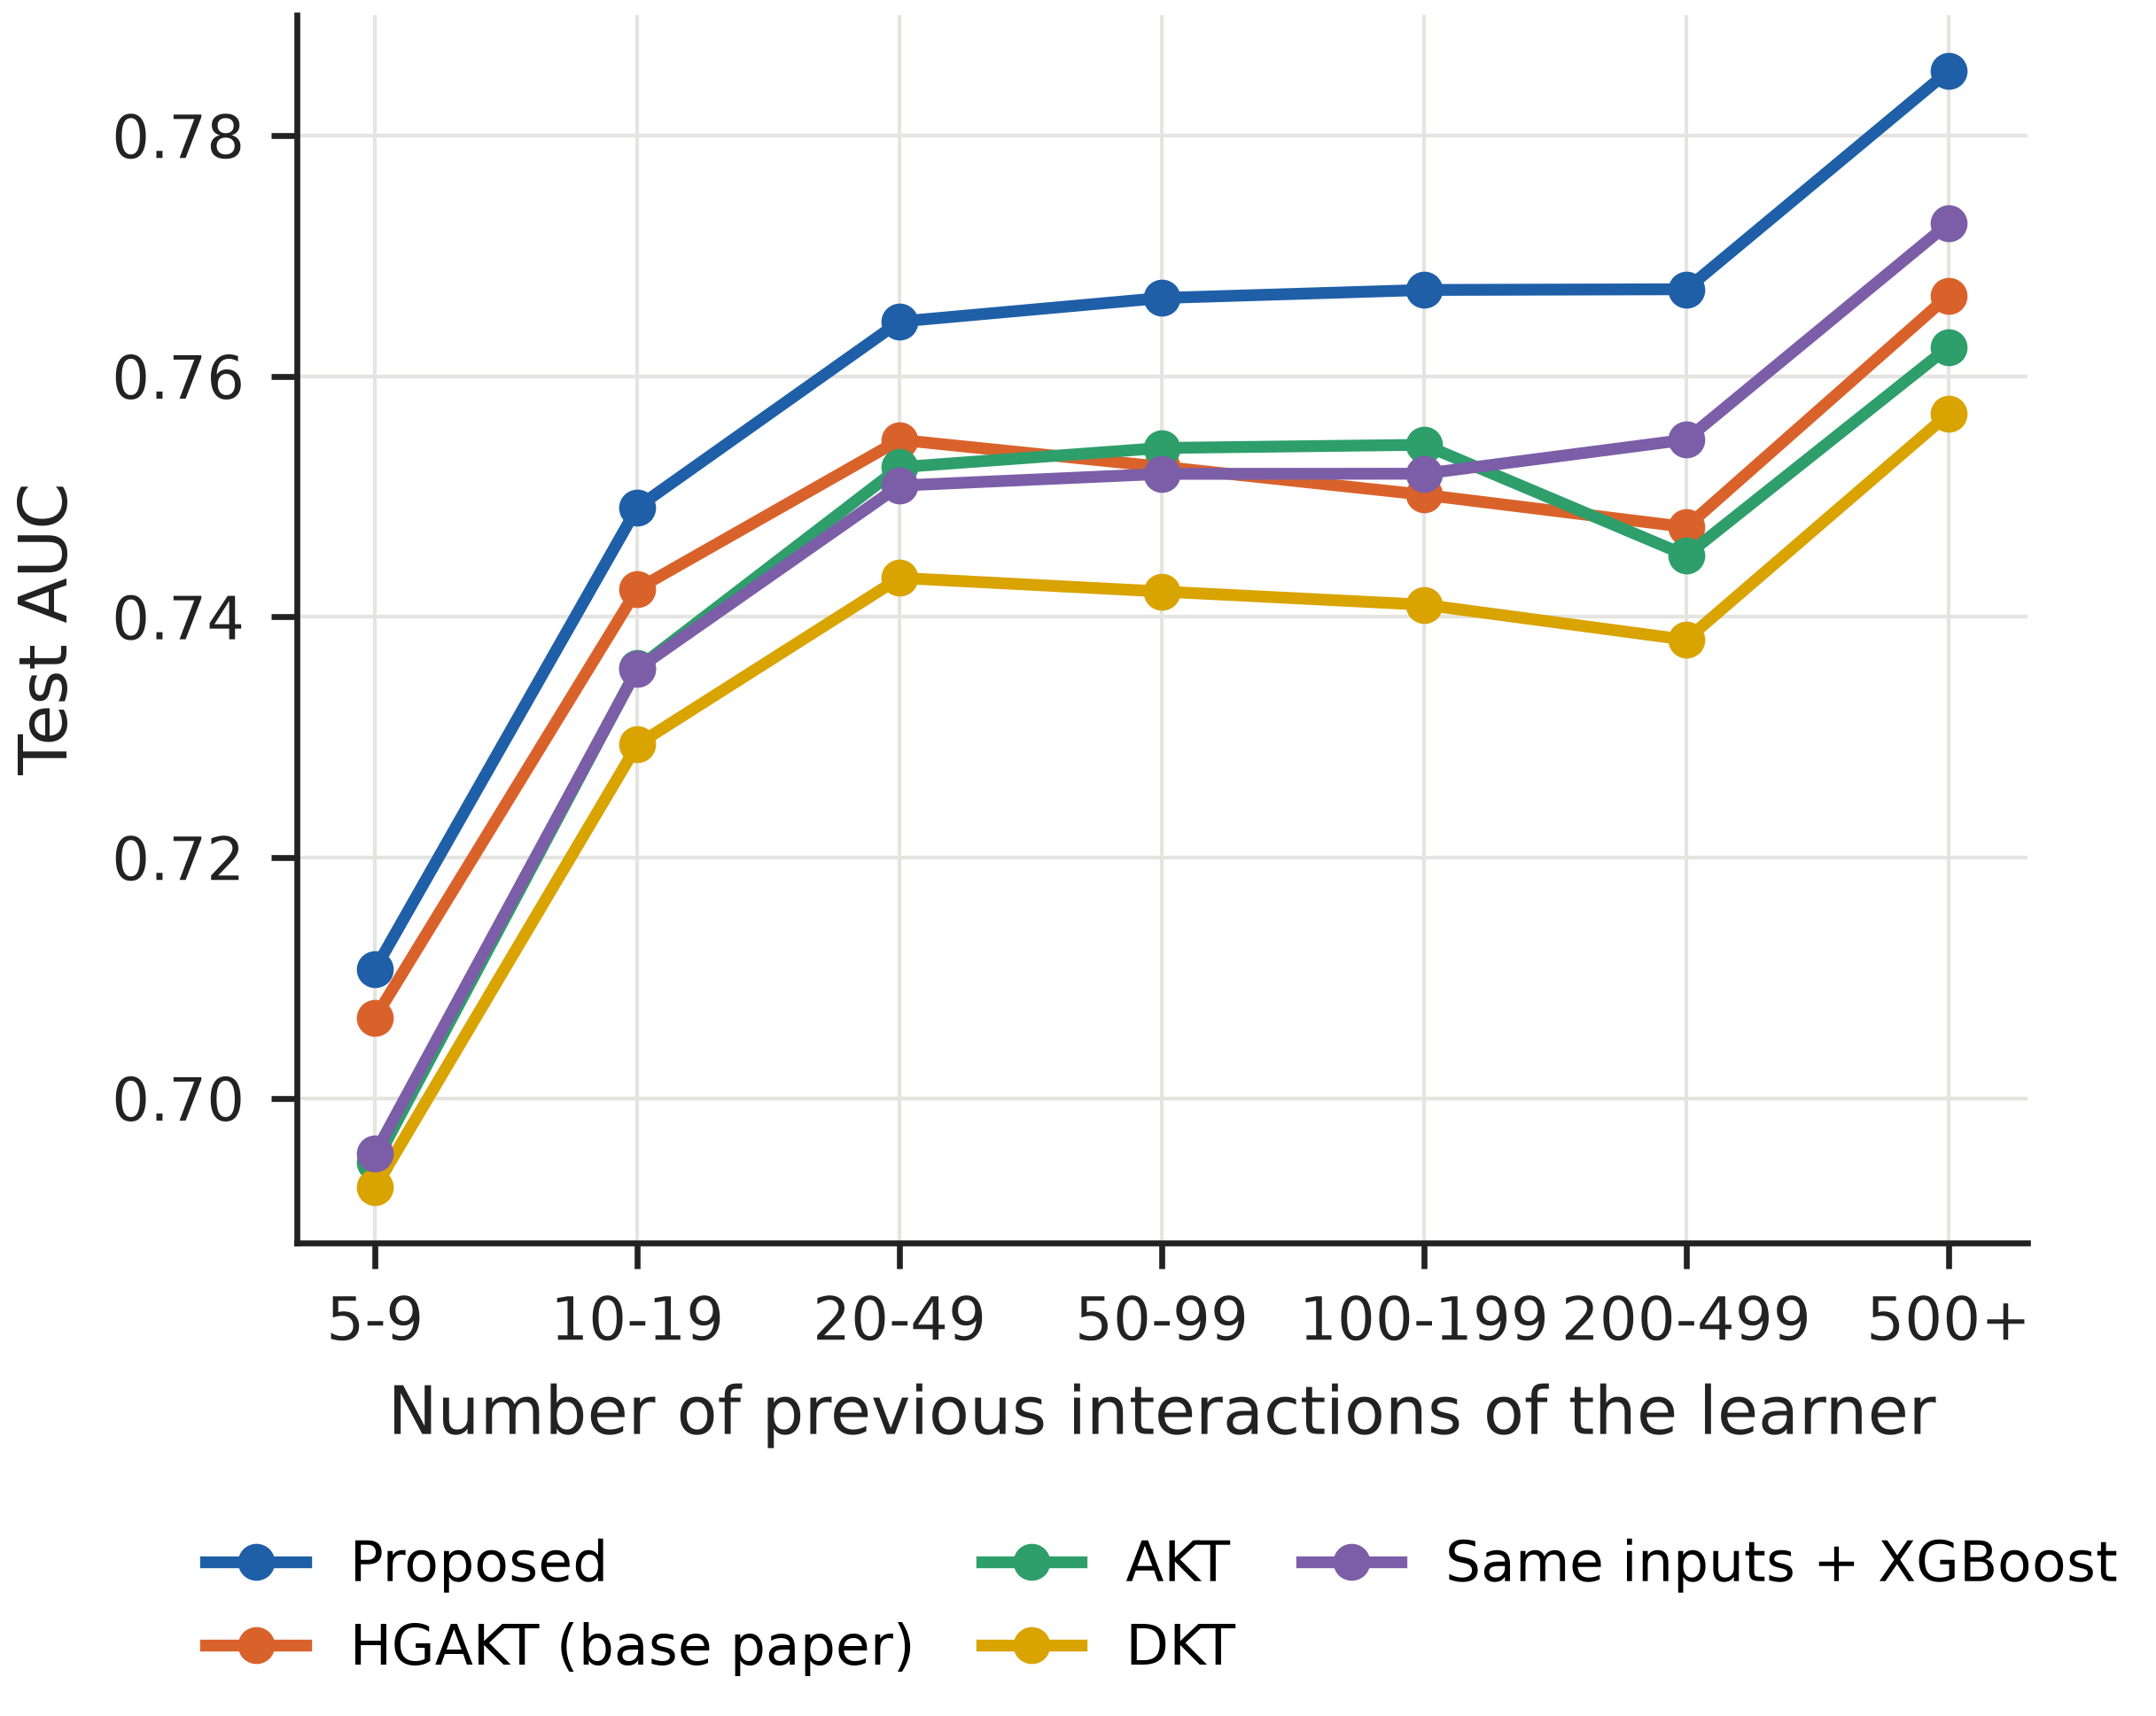 Test AUC
0.78
0.76
0.74
0.72
0.70
5-9 10-19 20-49 50-99 100-199 200-499 500+
Number of previous interactions of the learner
Proposed AKT Same inputs + XGBoost
HGAKT (base paper) DKT